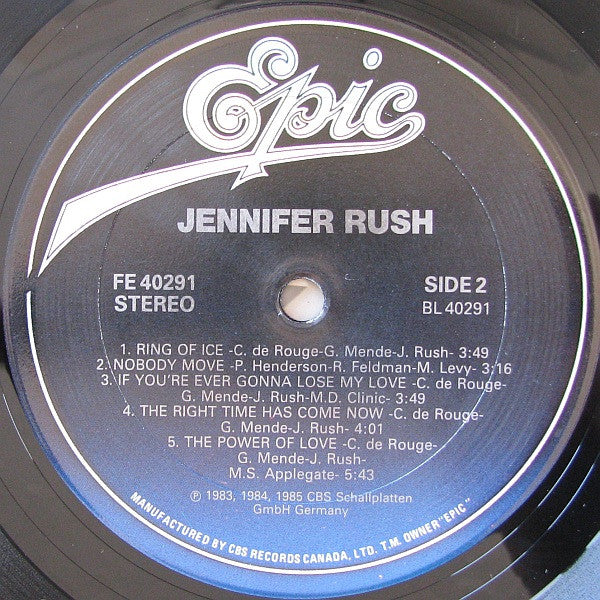 Epic
JENNIFER RUSH
FE 40291
STEREO
SIDE 2
BL 40291
1. RING OF ICE -C. de Rouge-G. Mende-J. Rush- 3:49
2. NOBODY MOVE -P. Henderson-R. Feldman-M. Levy- 3:16
3. IF YOU'RE EVER GONNA LOSE MY LOVE -C. de Rouge-
G. Mende-J. Rush-M.D. Clinic- 3:49
4. THE RIGHT TIME HAS COME NOW -C. de Rouge-
G. Mende-J. Rush- 4:01
5. THE POWER OF LOVE -C. de Rouge-
G. Mende-J. Rush-
M.S. Applegate- 5:43
℗ 1983, 1984, 1985 CBS Schallplatten
GmbH Germany
MANUFACTURED BY CBS RECORDS CANADA, LTD. T.M. OWNER "EPIC"